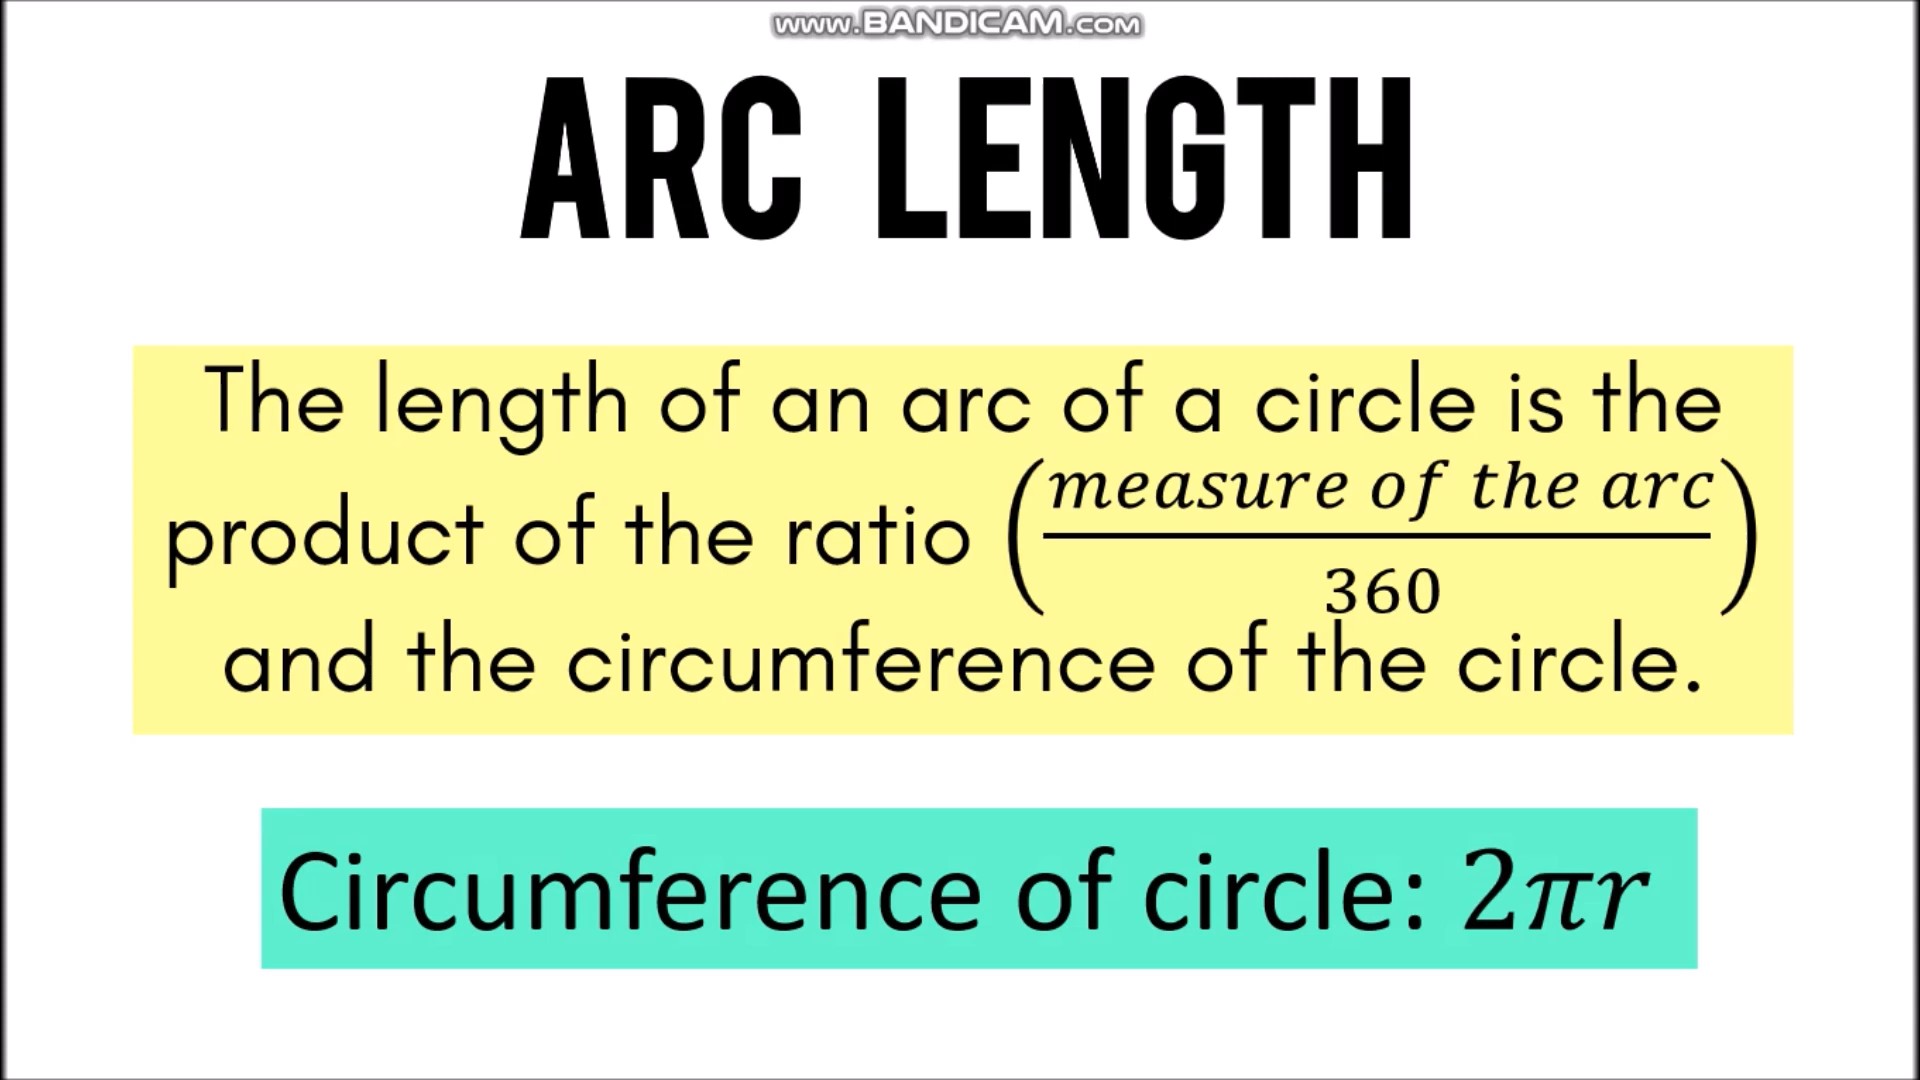 www.BANDICAM.com
ARC LENGTH
The length of an arc of a circle is the
product of the ratio (measure of the arc / 360)
and the circumference of the circle.
Circumference of circle: 2πr